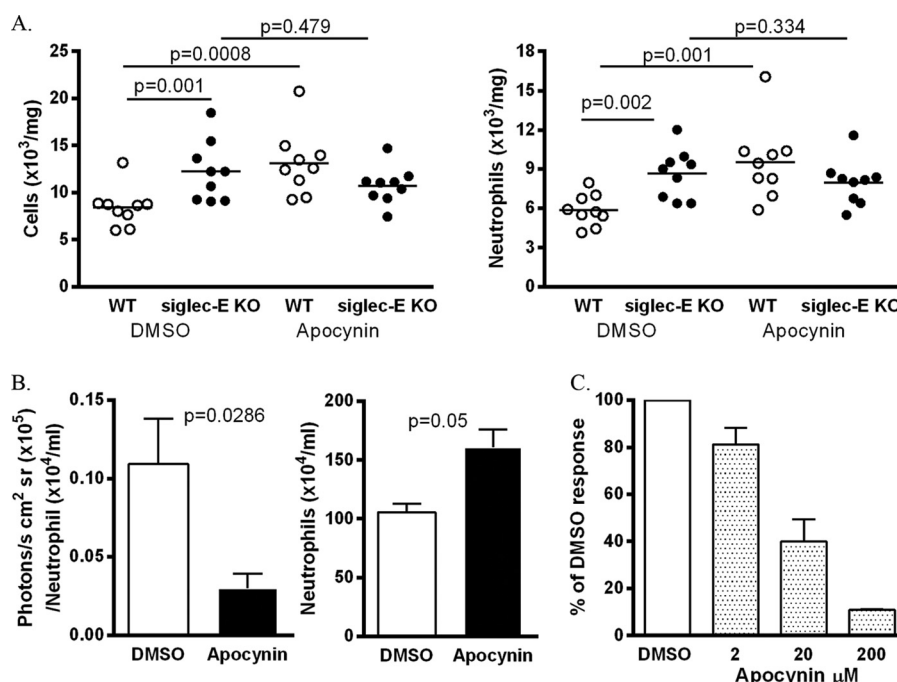 A.
p=0.479
p=0.0008
p=0.001
Cells (x10³/mg)
25
20
15
10
5
0
WT
siglec-E KO
WT
siglec-E KO
DMSO
Apocynin
p=0.334
p=0.001
p=0.002
Neutrophils (x10³/mg)
18
15
12
9
6
3
0
WT
siglec-E KO
WT
siglec-E KO
DMSO
Apocynin
B.
Photons/s cm² sr (x10⁵)
/Neutrophil (x10⁴/ml)
0.15
0.10
0.05
0.00
p=0.0286
DMSO
Apocynin
Neutrophils (x10⁴/ml)
200
150
100
50
0
p=0.05
DMSO
Apocynin
C.
% of DMSO response
100
80
60
40
20
0
DMSO
2
20
200
Apocynin μM